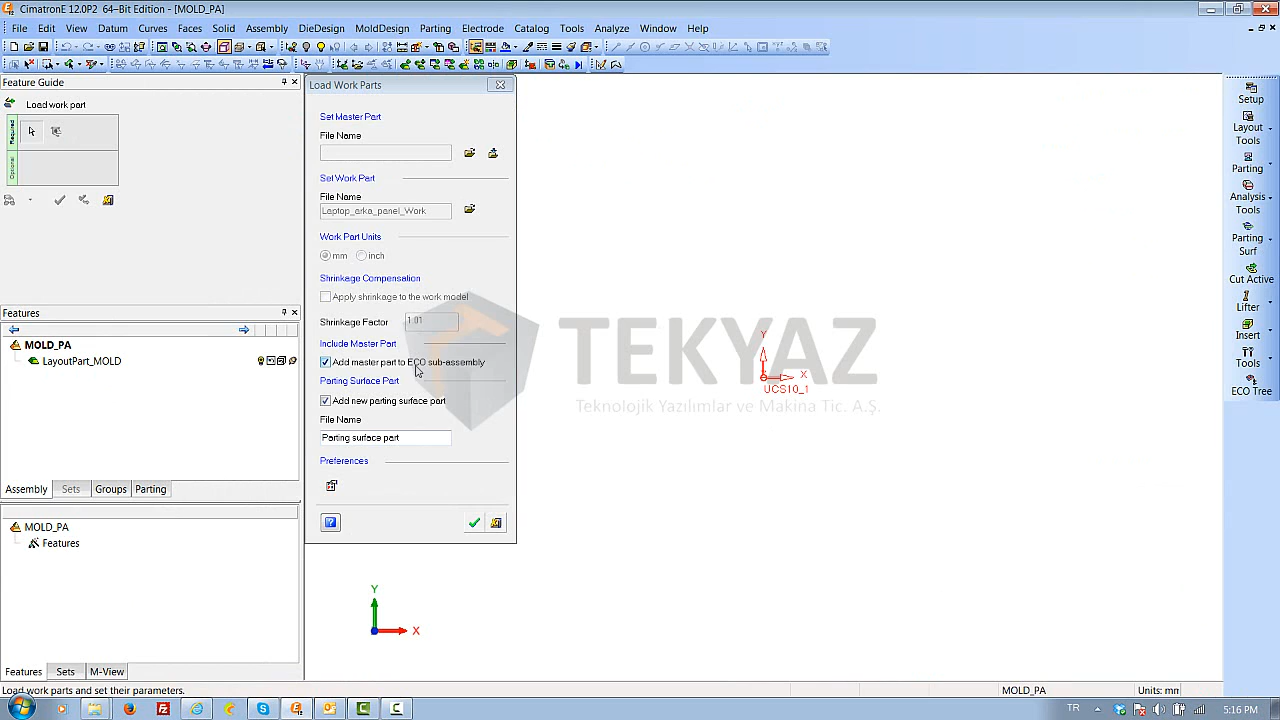 CimatronE 12.0P2 64-Bit Edition - [MOLD_PA]
File Edit View Datum Curves Faces Solid Assembly DieDesign MoldDesign Parting Electrode Catalog Tools Analyze Window Help
Feature Guide
Load work part
Required
Optional
Features
MOLD_PA
LayoutPart_MOLD
Assembly Sets Groups Parting
MOLD_PA
Features
Features Sets M-View
Load Work Parts
Set Master Part
File Name
Set Work Part
File Name
Laptop_arka_panel_Work
Work Part Units
mm inch
Shrinkage Compensation
Apply shrinkage to the work model
Shrinkage Factor 1.01
Include Master Part
Add master part to ECO sub-assembly
Parting Surface Part
Add new parting surface part
File Name
Parting surface part
Preferences
TEKYAZ
Teknolojik Yazılımlar ve Makina Tic. A.Ş.
Y
X
UCS10_1
Y
X
Setup
Layout
Tools
Parting
Analysis
Tools
Parting
Surf
Cut Active
Lifter
Insert
Tools
ECO Tree
Load work parts and set their parameters.
MOLD_PA
Units: mm
TR
5:16 PM